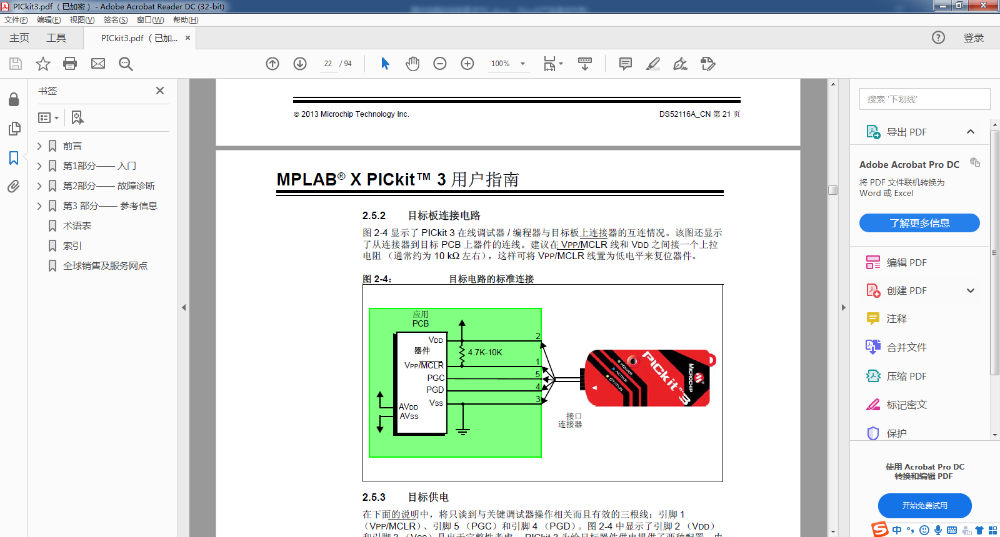 PICkit3.pdf（已加密） - Adobe Acrobat Reader DC (32-bit)
文件(F) 编辑(E) 视图(V) 签名(S) 窗口(W) 帮助(H)
主页 工具 PICkit3.pdf（已加... × 登录
22 / 94 100%
书签
前言
第1部分—— 入门
第2部分—— 故障诊断
第3 部分—— 参考信息
术语表
索引
全球销售及服务网点
© 2013 Microchip Technology Inc. DS52116A_CN 第 21 页
MPLAB® X PICkit™ 3 用户指南
2.5.2 目标板连接电路
图 2-4 显示了 PICkit 3 在线调试器 / 编程器与目标板上连接器的互连情况。该图还显示
了从连接器到目标 PCB 上器件的连线。建议在 VPP/MCLR 线和 VDD 之间接一个上拉
电阻 （通常约为 10 kΩ 左右），这样可将 VPP/MCLR 线置为低电平来复位器件。
图 2-4： 目标电路的标准连接
应用
PCB
VDD 2
器件 4.7K-10K
VPP/MCLR 1
PGC 5
PGD 4
VSS 3
AVDD
AVSS
POWER
ACTIVE
STATUS
PICkit™3
MICROCHIP
接口
连接器
2.5.3 目标供电
在下面的说明中，将只谈到与关键调试器操作相关而且有效的三根线：引脚 1
（VPP/MCLR）、引脚 5 （PGC）和引脚 4 （PGD）。图 2-4 中显示了引脚 2 （VDD）
搜索 '下划线'
导出 PDF
Adobe Acrobat Pro DC
将 PDF 文件联机转换为
Word 或 Excel
了解更多信息
编辑 PDF
创建 PDF
注释
合并文件
压缩 PDF
标记密文
保护
使用 Acrobat Pro DC
转换和编辑 PDF
开始免费试用
中